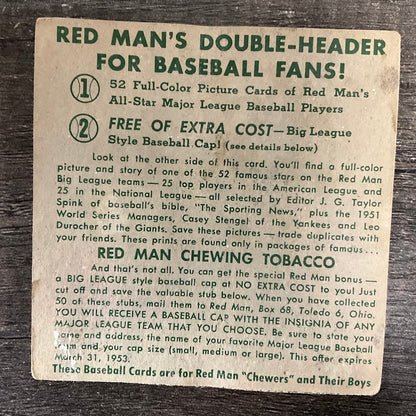 RED MAN'S DOUBLE-HEADER
FOR BASEBALL FANS!
1 52 Full-Color Picture Cards of Red Man's
All-Star Major League Baseball Players
2 FREE OF EXTRA COST—Big League
Style Baseball Cap! (see details below)
Look at the other side of this card. You'll find a full-color
picture and story of one of the 52 famous stars on the Red Man
Big League teams — 25 top players in the American League and
25 in the National League — all selected by Editor J. G. Taylor
Spink of baseball's bible, "The Sporting News," plus the 1951
World Series Managers, Casey Stengel of the Yankees and Leo
Durocher of the Giants. Save these pictures — trade duplicates with
your friends. These prints are found only in packages of famous...
RED MAN CHEWING TOBACCO
And that's not all. You can get the special Red Man bonus —
a BIG LEAGUE style baseball cap at NO EXTRA COST to you! Just
cut off and save the valuable stub below. When you have collected
50 of these stubs, mail them to Red Man, Box 68, Toledo 6, Ohio.
YOU WILL RECEIVE A BASEBALL CAP WITH THE INSIGNIA OF ANY
MAJOR LEAGUE TEAM THAT YOU CHOOSE. Be sure to state your
name and address, the name of your favorite Major League Baseball
team and your cap size (small, medium or large). This offer expires
March 31, 1953.
These Baseball Cards are for Red Man "Chewers" and Their Boys